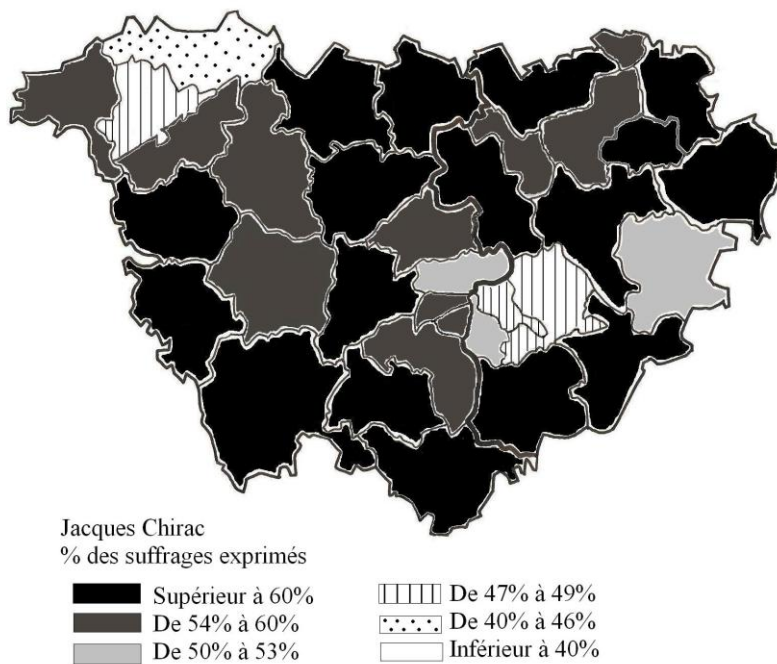 Jacques Chirac
% des suffrages exprimés
Supérieur à 60%
De 54% à 60%
De 50% à 53%
De 47% à 49%
De 40% à 46%
Inférieur à 40%